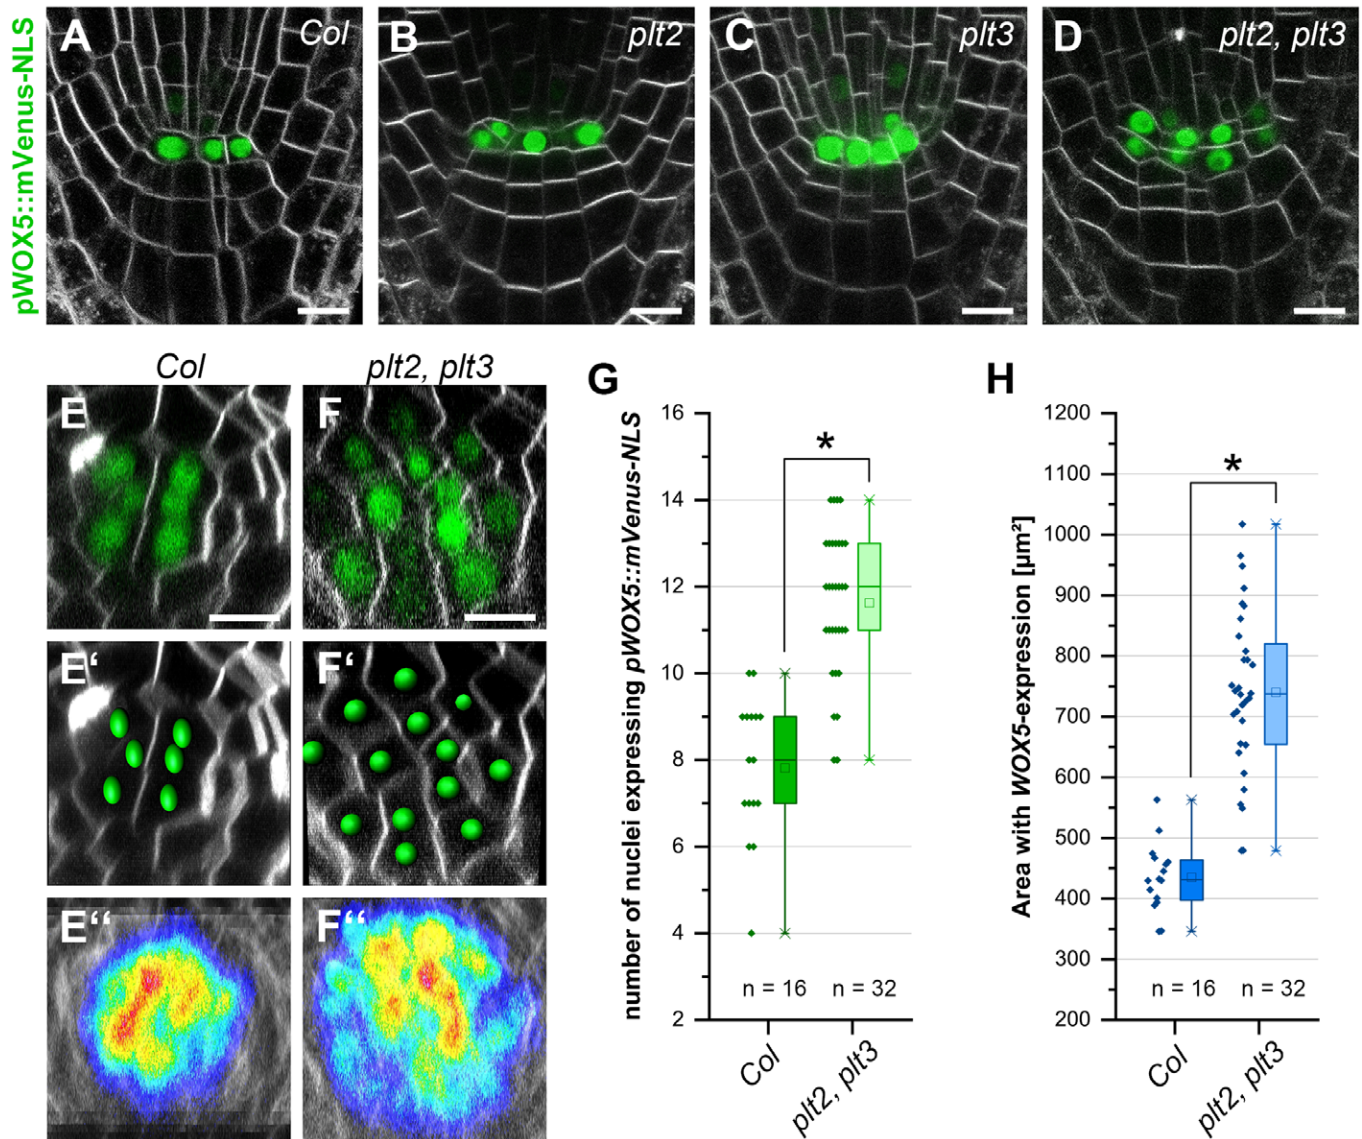 pWOX5::mVenus-NLS
A Col
B plt2
C plt3
D plt2, plt3
Col
plt2, plt3
E
F
E‘
F‘
E‘‘
F‘‘
G
number of nuclei expressing pWOX5::mVenus-NLS
16
14
12
10
8
6
4
2
*
n = 16 n = 32
Col
plt2, plt3
H
Area with WOX5-expression [µm²]
1200
1100
1000
900
800
700
600
500
400
300
200
*
n = 16 n = 32
Col
plt2, plt3